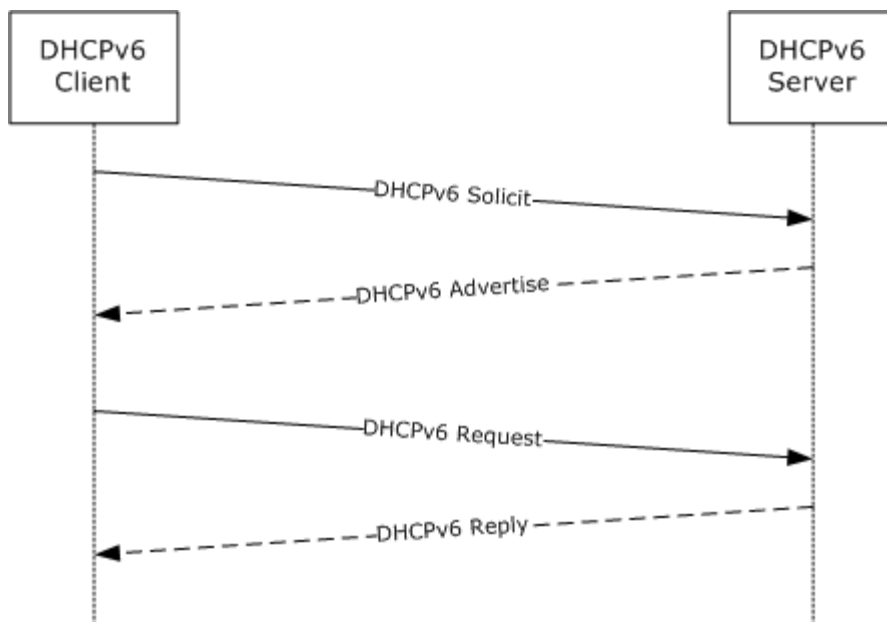 DHCPv6
Client
DHCPv6
Server
DHCPv6 Solicit
DHCPv6 Advertise
DHCPv6 Request
DHCPv6 Reply